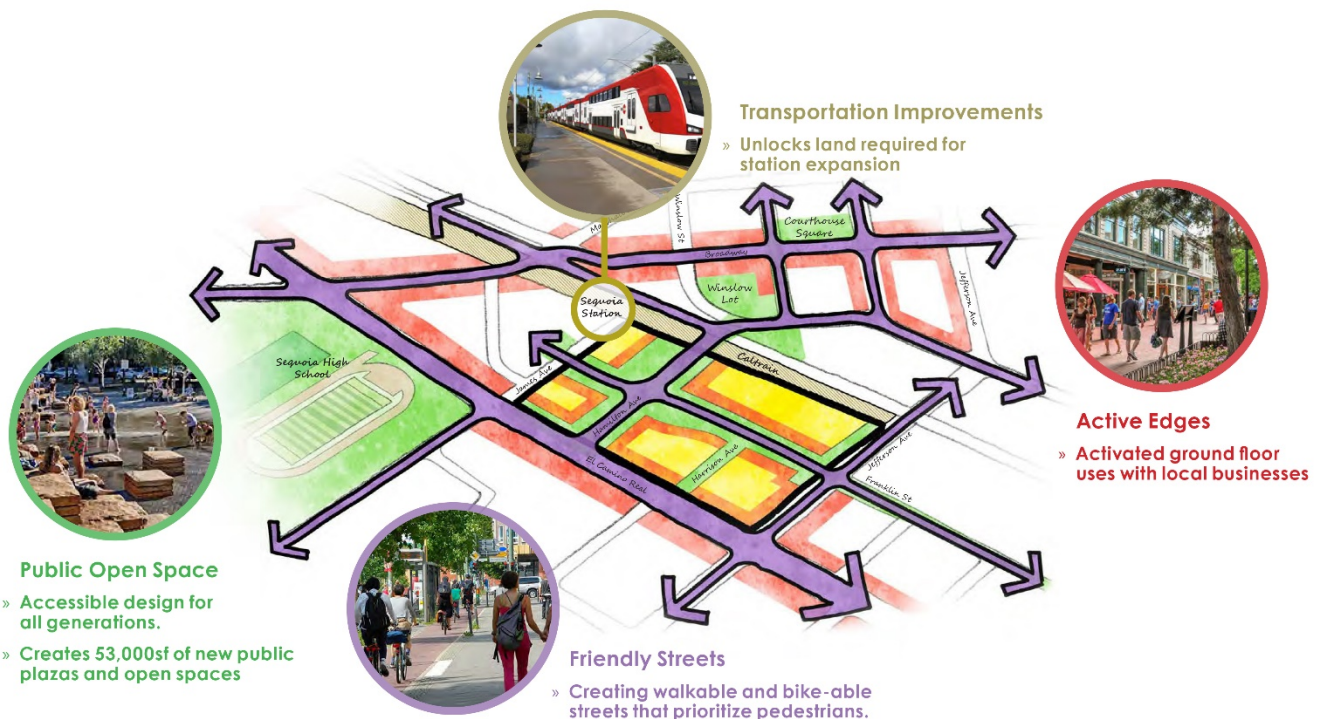 Transportation Improvements
» Unlocks land required for
station expansion
Winslow St
Courthouse
Square
Broadway
Jefferson Ave
Winslow
Lot
Sequoia
Station
Sequoia High
School
Caltrain
James Ave
Hamilton Ave
El Camino Real
Harrison Ave
Jefferson Ave
Franklin St
Active Edges
» Activated ground floor
uses with local businesses
Public Open Space
» Accessible design for
all generations.
» Creates 53,000sf of new public
plazas and open spaces
Friendly Streets
» Creating walkable and bike-able
streets that prioritize pedestrians.